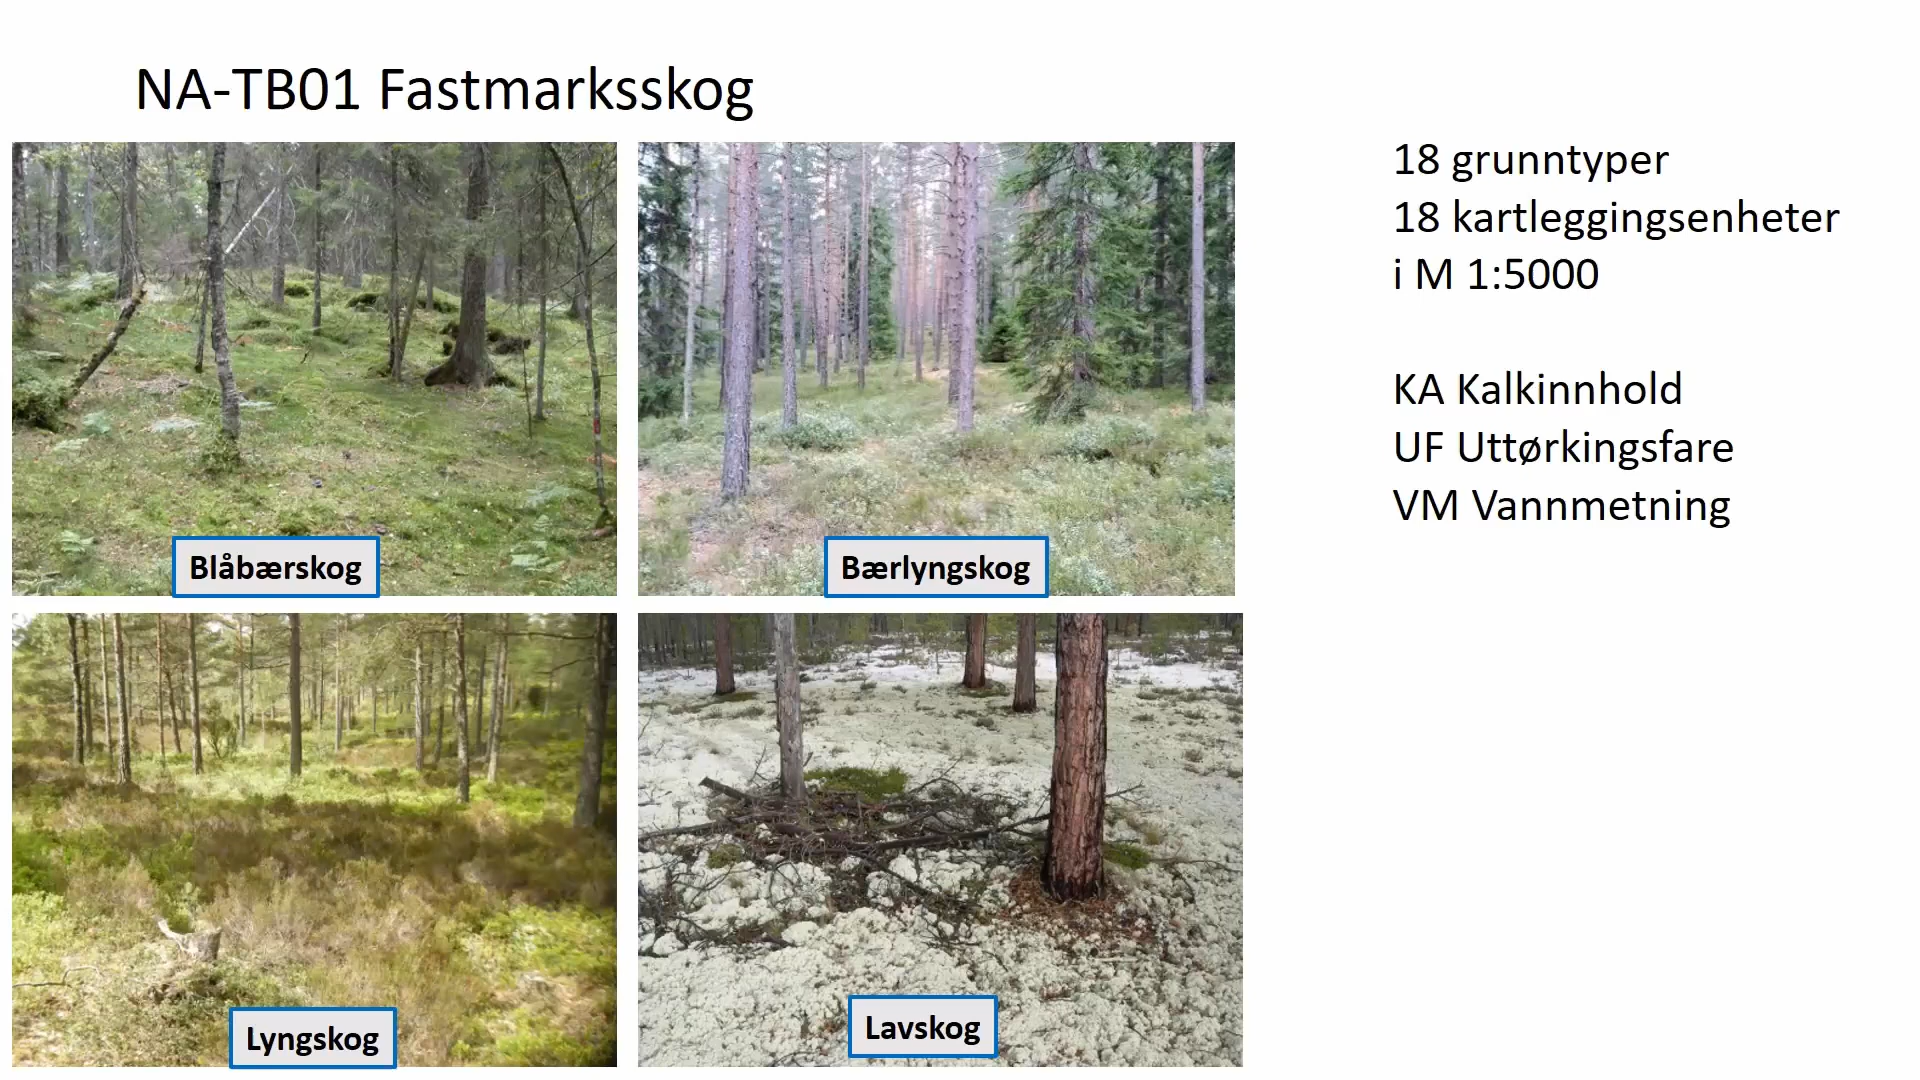 NA-TB01 Fastmarksskog
Blåbærskog
Bærlyngskog
Lyngskog
Lavskog
18 grunntyper
18 kartleggingsenheter
i M 1:5000
KA Kalkinnhold
UF Uttørkingsfare
VM Vannmetning